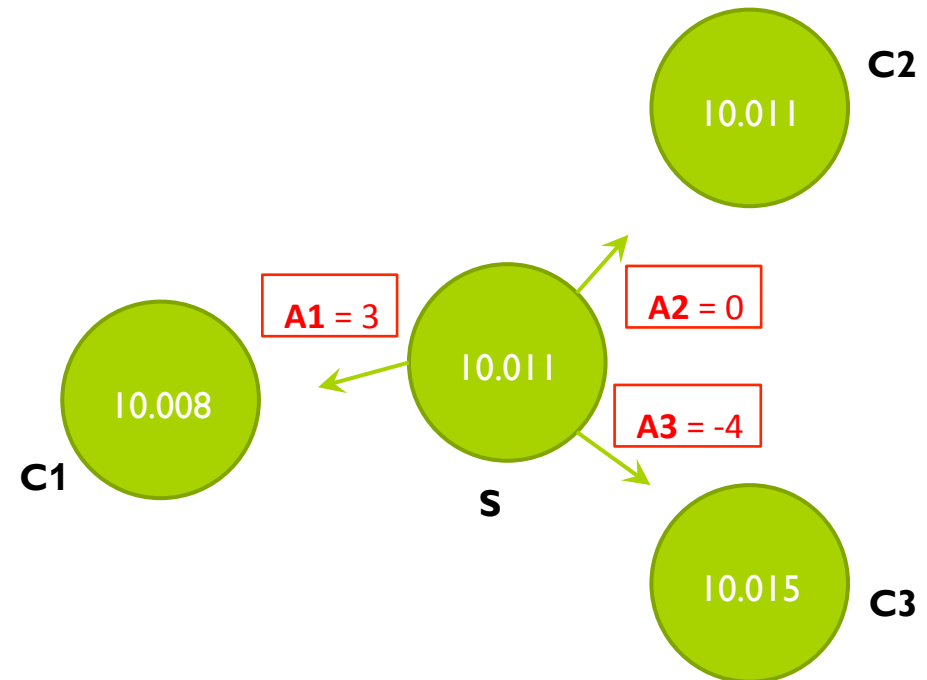 C2
10.011
A1 = 3
A2 = 0
10.011
10.008
A3 = -4
C1
S
10.015
C3